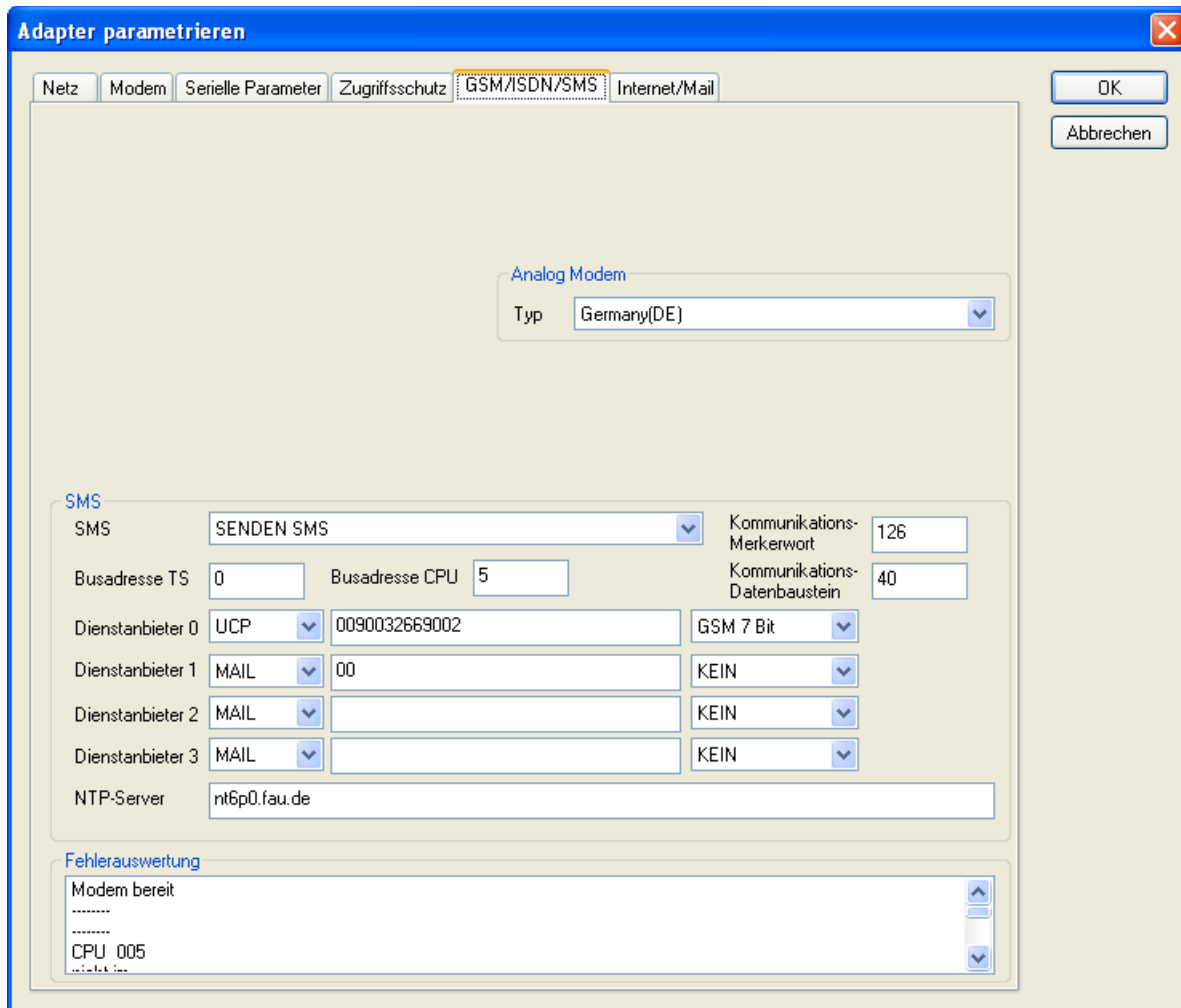 Adapter parametrieren
Netz Modem Serielle Parameter Zugriffsschutz GSM/ISDN/SMS Internet/Mail
OK
Abbrechen
Analog Modem
Typ Germany(DE)
SMS
SMS SENDEN SMS
Kommunikations-
Merkerwort 126
Busadresse TS 0 Busadresse CPU 5
Kommunikations-
Datenbaustein 40
Dienstanbieter 0 UCP 0090032669002 GSM 7 Bit
Dienstanbieter 1 MAIL 00 KEIN
Dienstanbieter 2 MAIL KEIN
Dienstanbieter 3 MAIL KEIN
NTP-Server nt6p0.fau.de
Fehlerauswertung
Modem bereit
--------
--------
CPU 005